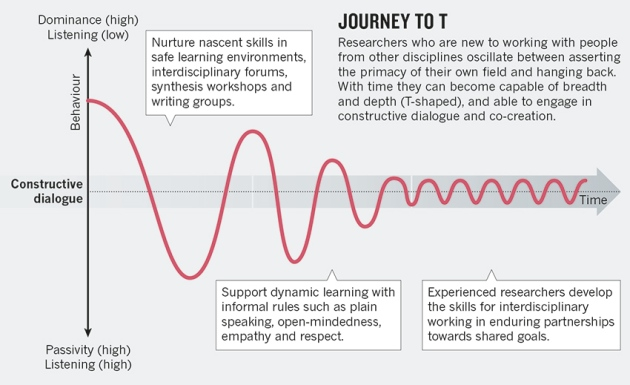 Dominance (high)
Listening (low)
JOURNEY TO T
Researchers who are new to working with people
from other disciplines oscillate between asserting
the primacy of their own field and hanging back.
With time they can become capable of breadth
and depth (T-shaped), and able to engage in
constructive dialogue and co-creation.
Nurture nascent skills in
safe learning environments,
interdisciplinary forums,
synthesis workshops and
writing groups.
Behaviour
Constructive
dialogue
Time
Support dynamic learning with
informal rules such as plain
speaking, open-mindedness,
empathy and respect.
Experienced researchers develop
the skills for interdisciplinary
working in enduring partnerships
towards shared goals.
Passivity (high)
Listening (high)